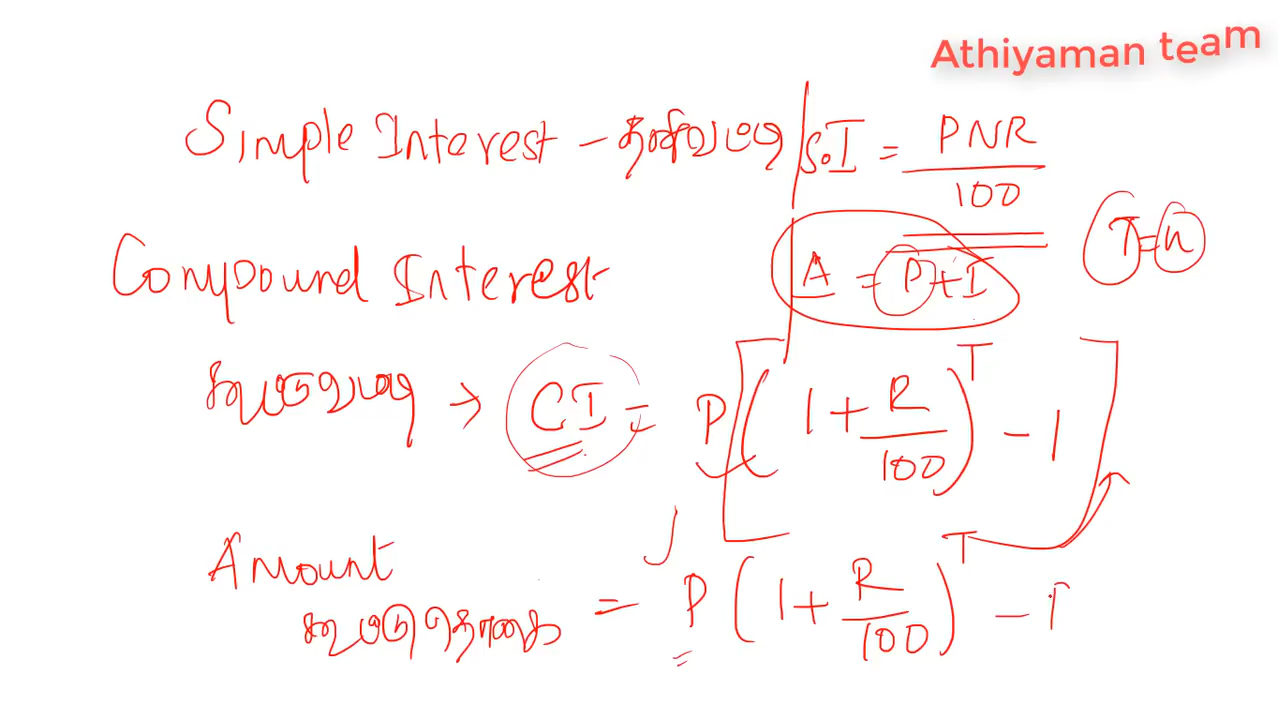 Athiyaman team
Simple Interest - தனிவட்டி | S.I = PNR / 100
T = n
Compound Interest
A = P + I
கூட்டுவட்டி → CI = P [ ( 1 + R/100 )^T - 1 ]
Amount
கூட்டு தொகை = P ( 1 + R/100 )^T - 1